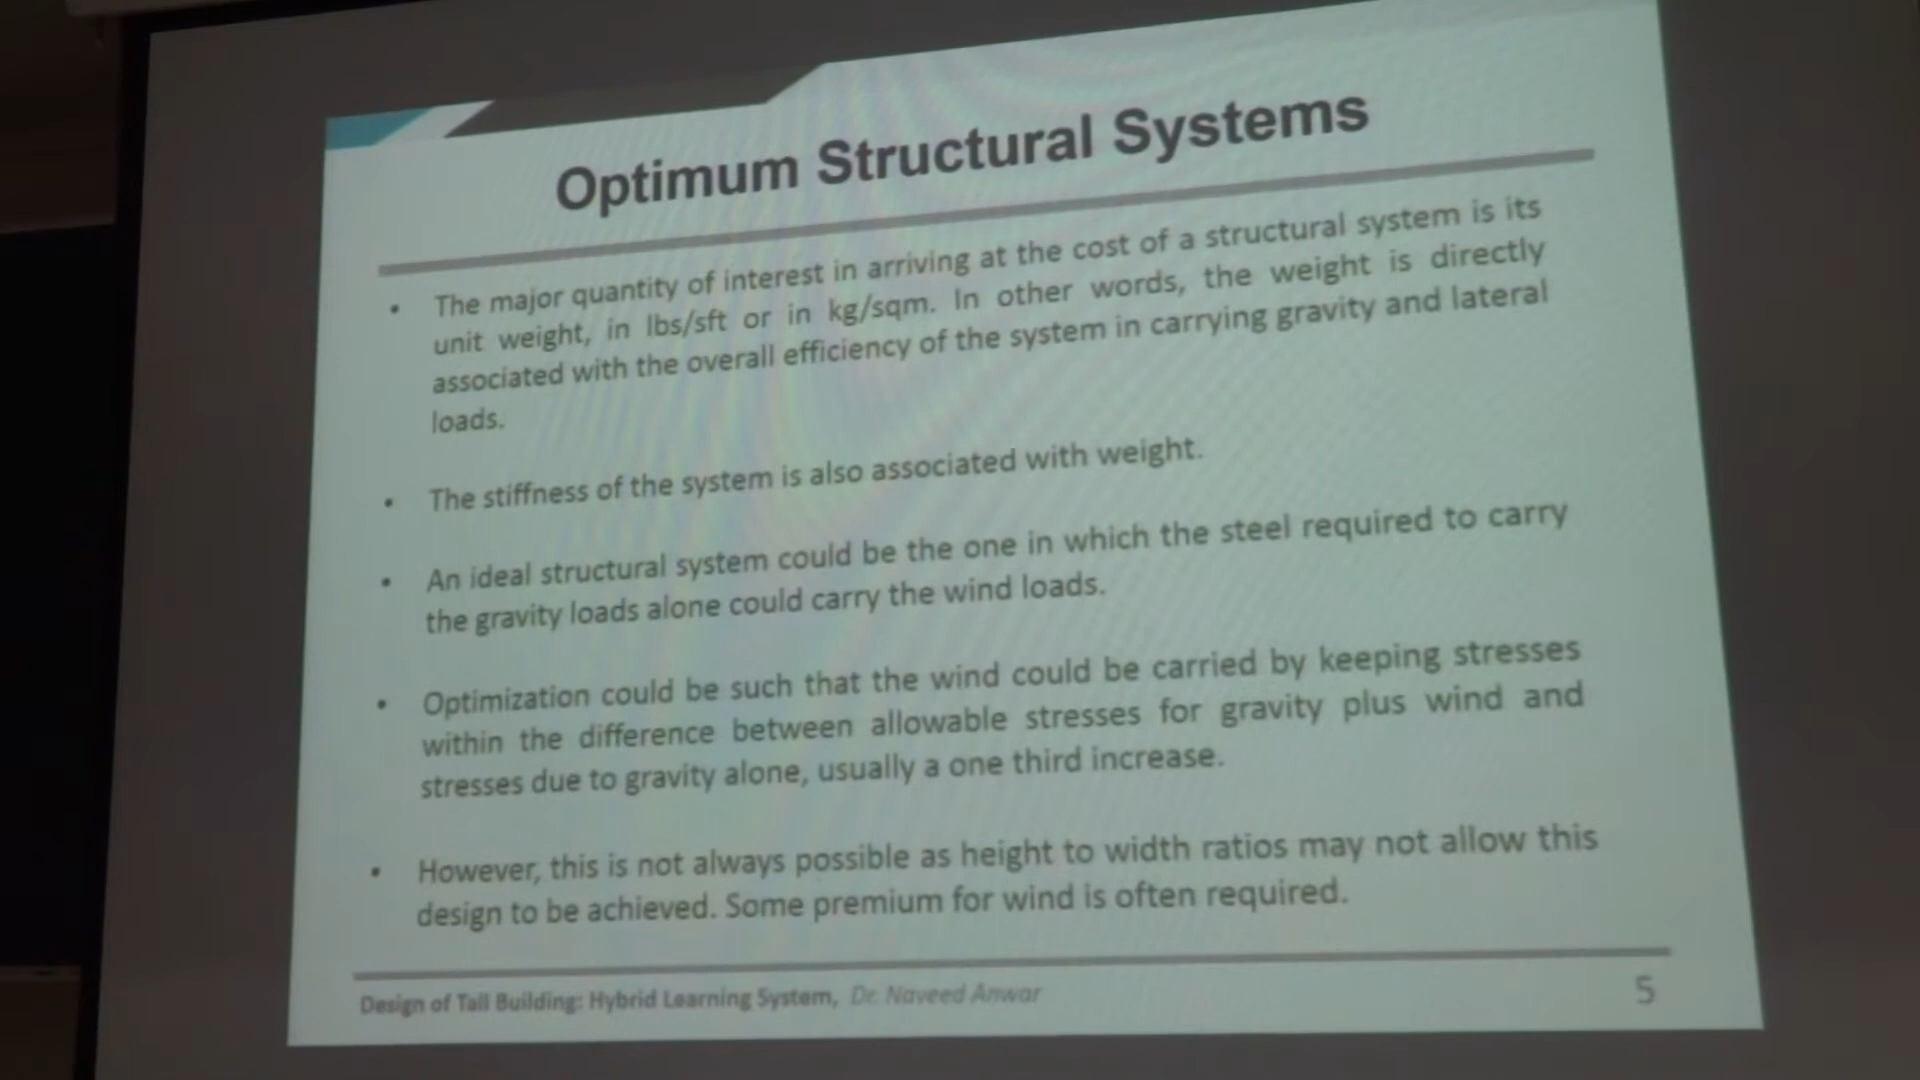 Optimum Structural Systems
• The major quantity of interest in arriving at the cost of a structural system is its
unit weight, in lbs/sft or in kg/sqm. In other words, the weight is directly
associated with the overall efficiency of the system in carrying gravity and lateral
loads.
• The stiffness of the system is also associated with weight.
• An ideal structural system could be the one in which the steel required to carry
the gravity loads alone could carry the wind loads.
• Optimization could be such that the wind could be carried by keeping stresses
within the difference between allowable stresses for gravity plus wind and
stresses due to gravity alone, usually a one third increase.
• However, this is not always possible as height to width ratios may not allow this
design to be achieved. Some premium for wind is often required.
Design of Tall Building: Hybrid Learning System, Dr. Naveed Anwar
5